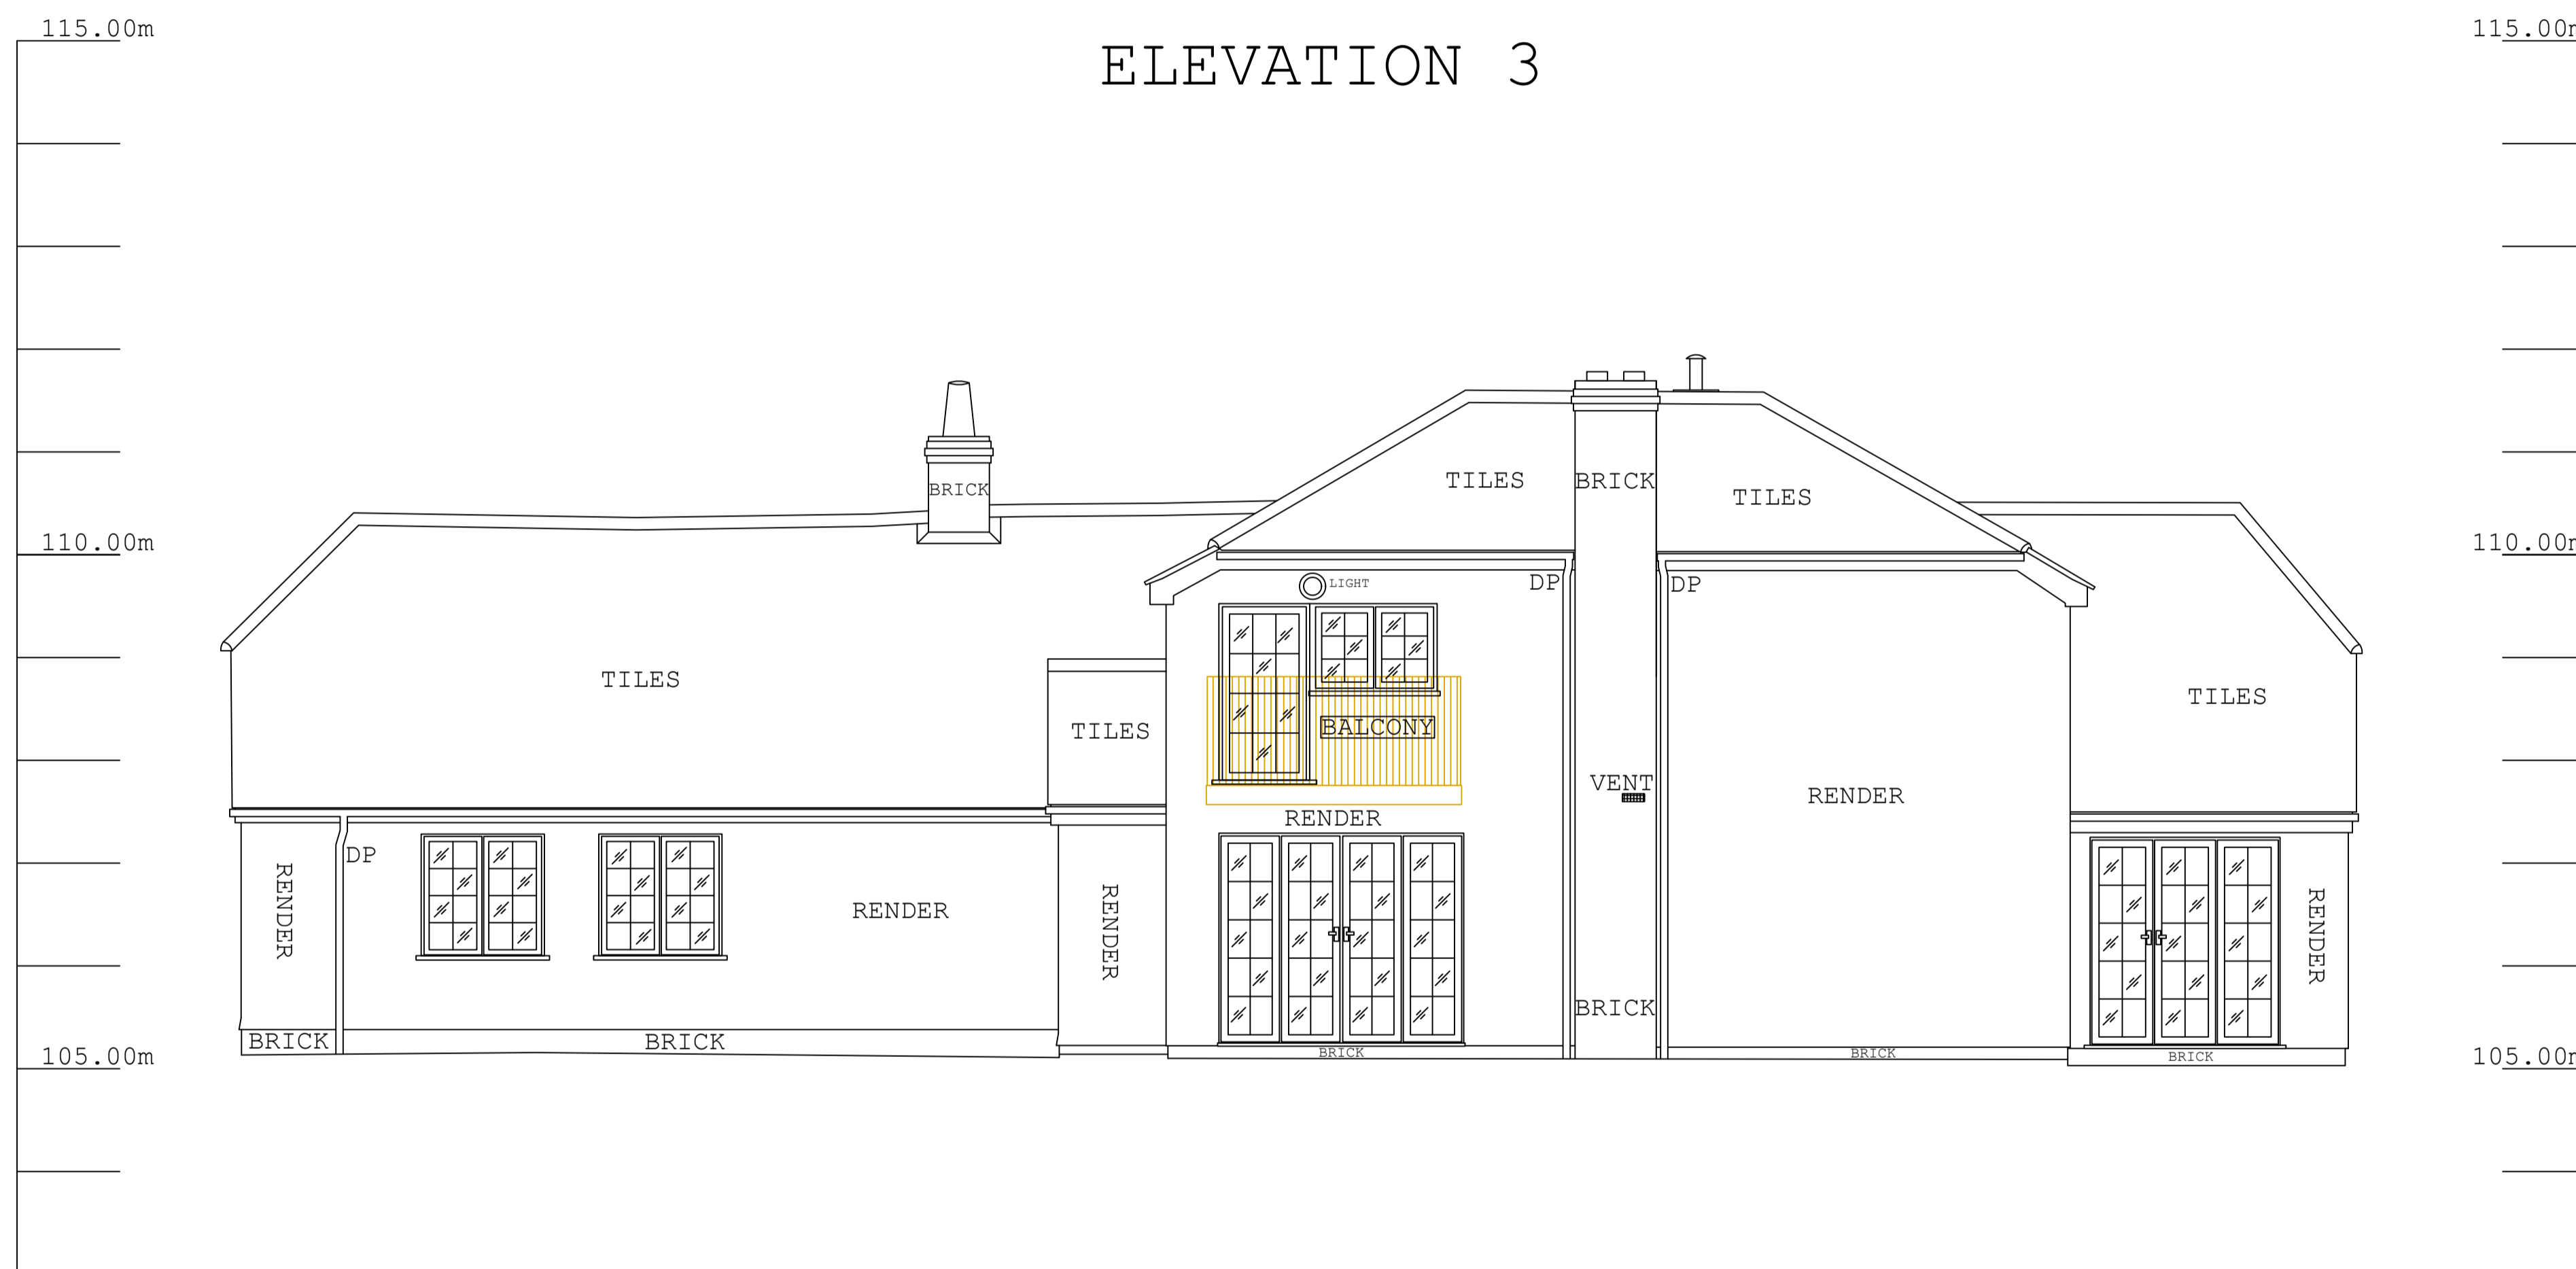 115.00m
115.00m
ELEVATION 3
BRICK
TILES
BRICK
TILES
110.00m
110.00m
LIGHT
DP
DP
TILES
TILES
TILES
BALCONY
VENT
RENDER
RENDER
DP
RENDER
RENDER
RENDER
RENDER
BRICK
BRICK
BRICK
BRICK
BRICK
BRICK
105.00m
105.00m